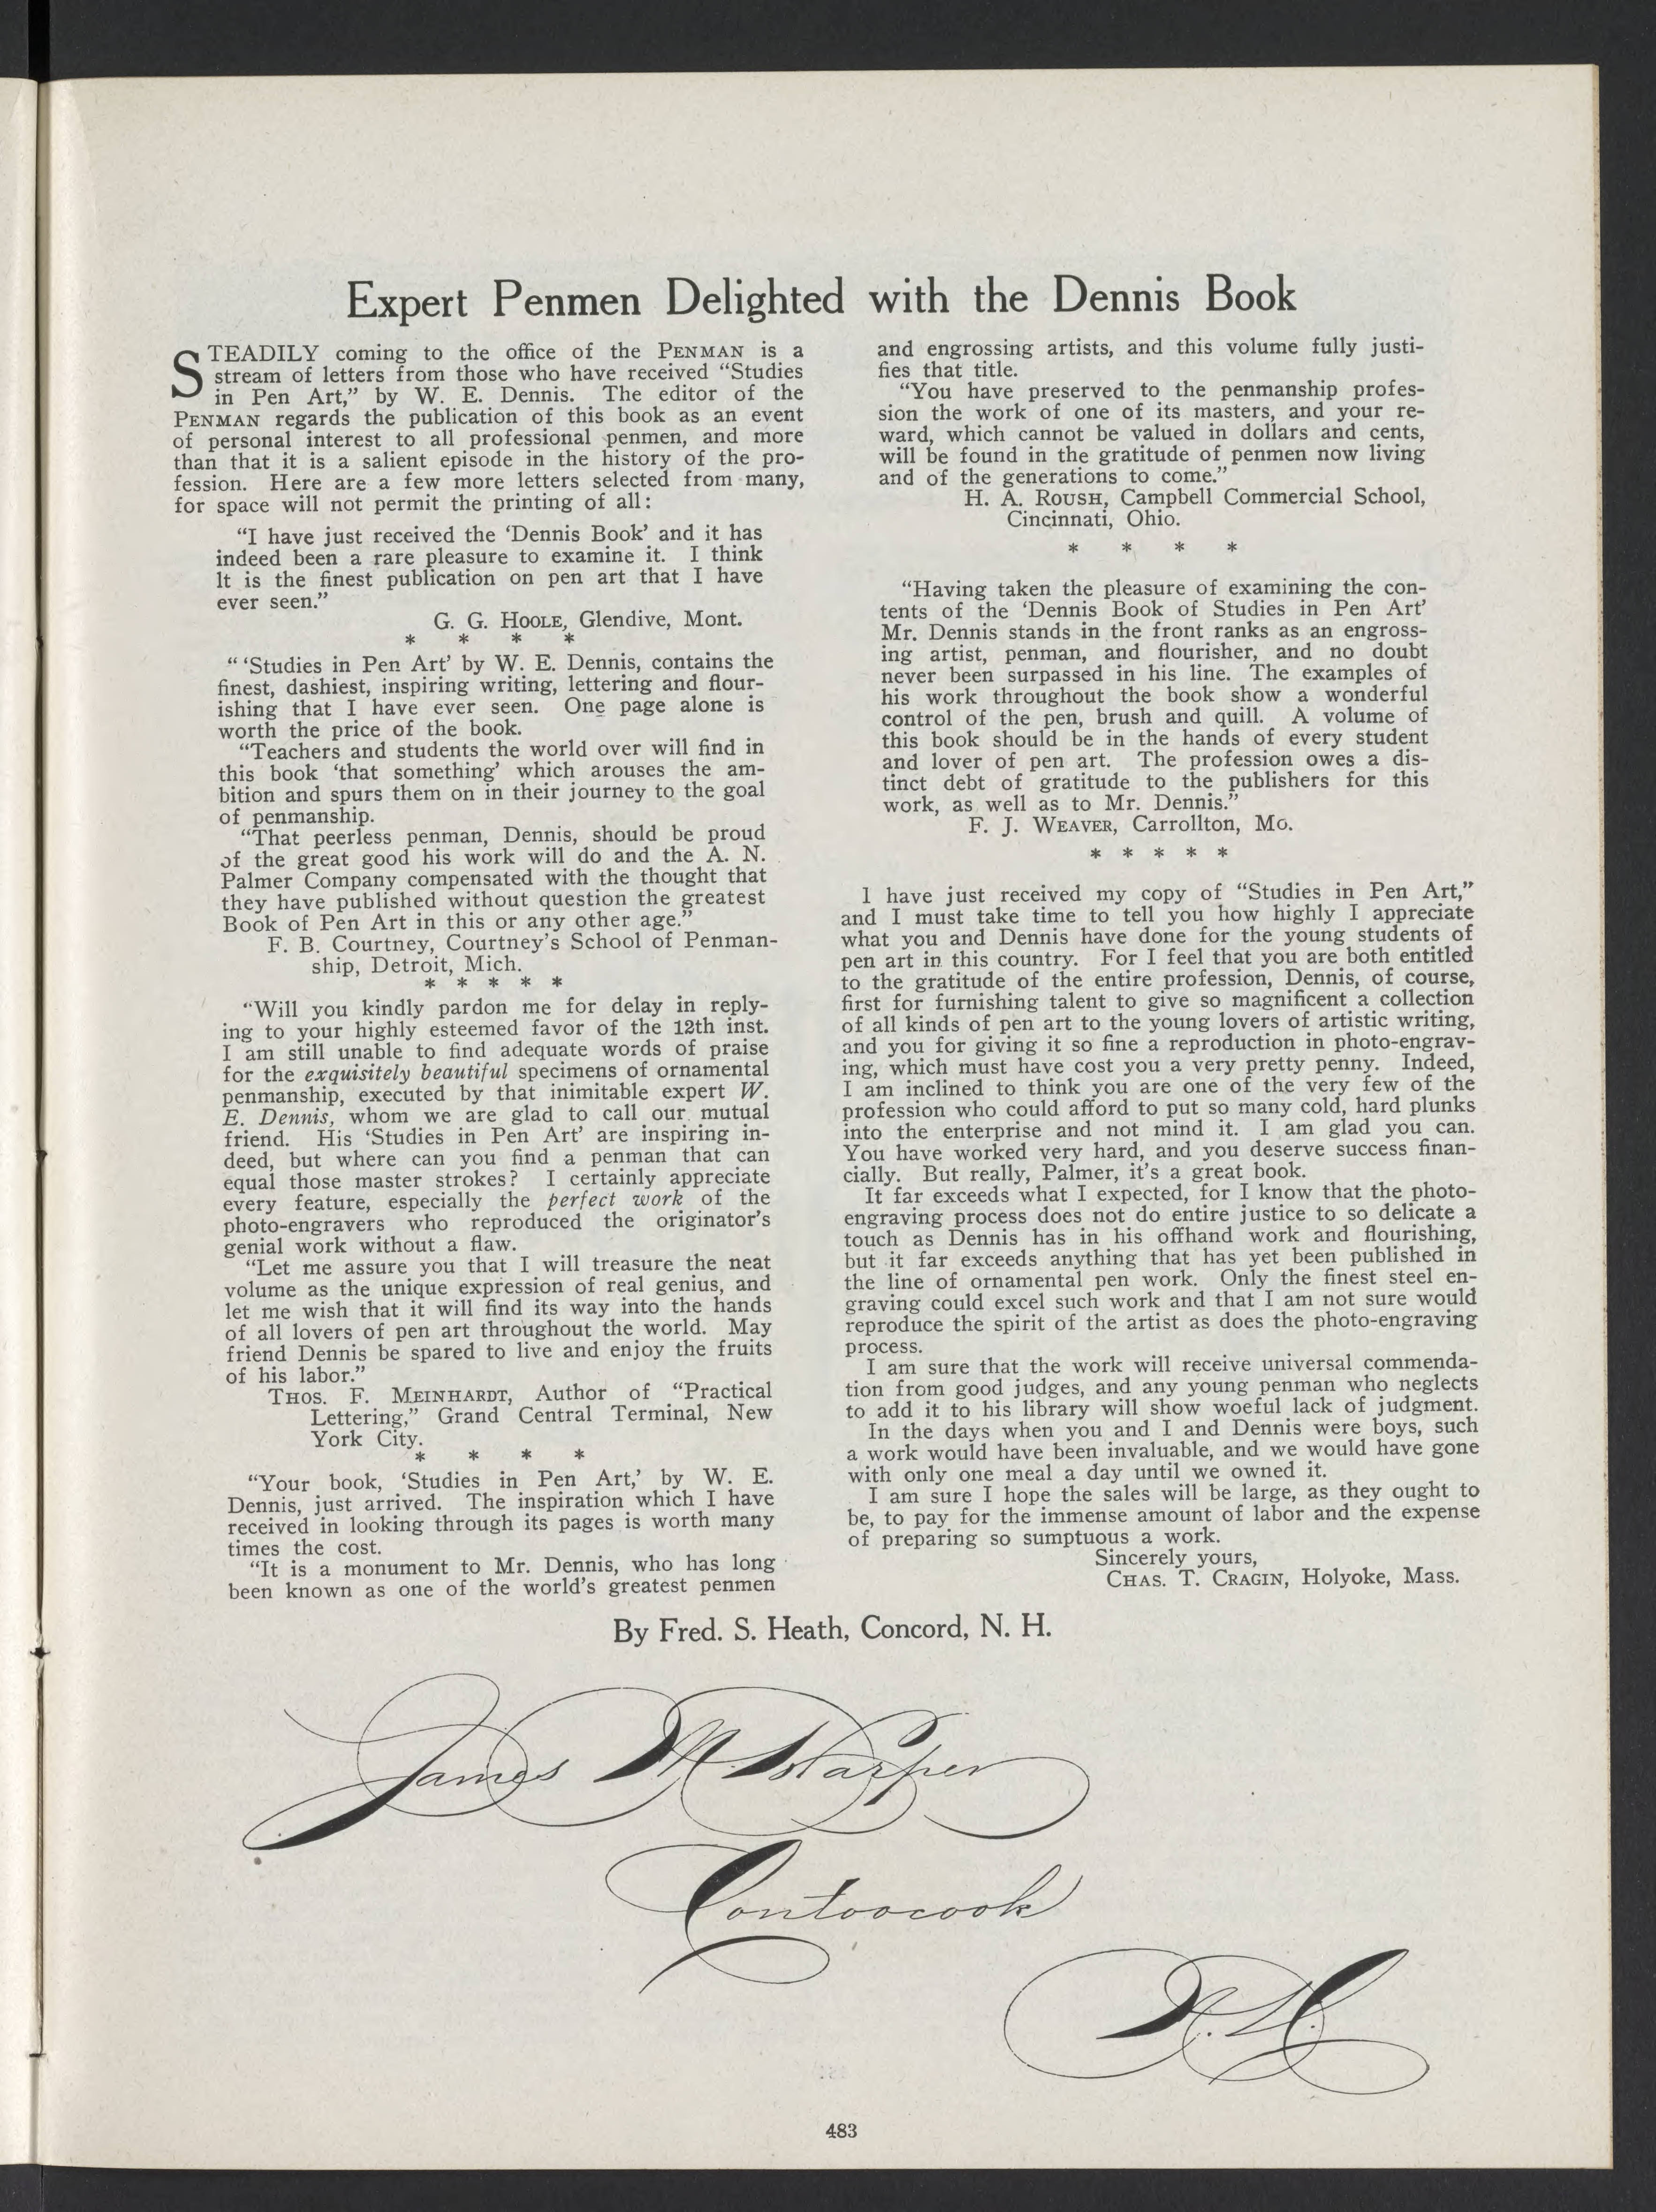 Expert Penmen Delighted with the Dennis Book
STEADILY coming to the office of the PENMAN is a
stream of letters from those who have received “Studies
in Pen Art,” by W. E. Dennis. The editor of the
PENMAN regards the publication of this book as an event
of personal interest to all professional penmen, and more
than that it is a salient episode in the history of the pro-
fession. Here are a few more letters selected from many,
for space will not permit the printing of all:
“I have just received the ‘Dennis Book’ and it has
indeed been a rare pleasure to examine it. I think
It is the finest publication on pen art that I have
ever seen.”
G. G. HOOLE, Glendive, Mont.
* * * *
“ ‘Studies in Pen Art’ by W. E. Dennis, contains the
finest, dashiest, inspiring writing, lettering and flour-
ishing that I have ever seen. One page alone is
worth the price of the book.
“Teachers and students the world over will find in
this book ‘that something’ which arouses the am-
bition and spurs them on in their journey to the goal
of penmanship.
“That peerless penman, Dennis, should be proud
of the great good his work will do and the A. N.
Palmer Company compensated with the thought that
they have published without question the greatest
Book of Pen Art in this or any other age.”
F. B. Courtney, Courtney’s School of Penman-
ship, Detroit, Mich.
* * * * *
“Will you kindly pardon me for delay in reply-
ing to your highly esteemed favor of the 12th inst.
I am still unable to find adequate words of praise
for the exquisitely beautiful specimens of ornamental
penmanship, executed by that inimitable expert W.
E. Dennis, whom we are glad to call our mutual
friend. His ‘Studies in Pen Art’ are inspiring in-
deed, but where can you find a penman that can
equal those master strokes? I certainly appreciate
every feature, especially the perfect work of the
photo-engravers who reproduced the originator’s
genial work without a flaw.
“Let me assure you that I will treasure the neat
volume as the unique expression of real genius, and
let me wish that it will find its way into the hands
of all lovers of pen art throughout the world. May
friend Dennis be spared to live and enjoy the fruits
of his labor.”
THOS. F. MEINHARDT, Author of “Practical
Lettering,” Grand Central Terminal, New
York City.
* * * *
“Your book, ‘Studies in Pen Art,’ by W. E.
Dennis, just arrived. The inspiration which I have
received in looking through its pages is worth many
times the cost.
“It is a monument to Mr. Dennis, who has long
been known as one of the world’s greatest penmen
and engrossing artists, and this volume fully justi-
fies that title.
“You have preserved to the penmanship profes-
sion the work of one of its masters, and your re-
ward, which cannot be valued in dollars and cents,
will be found in the gratitude of penmen now living
and of the generations to come.”
H. A. ROUSH, Campbell Commercial School,
Cincinnati, Ohio.
* * * *
“Having taken the pleasure of examining the con-
tents of the ‘Dennis Book of Studies in Pen Art’
Mr. Dennis stands in the front ranks as an engross-
ing artist, penman, and flourisher, and no doubt
never been surpassed in his line. The examples of
his work throughout the book show a wonderful
control of the pen, brush and quill. A volume of
this book should be in the hands of every student
and lover of pen art. The profession owes a dis-
tinct debt of gratitude to the publishers for this
work, as well as to Mr. Dennis.”
F. J. WEAVER, Carrollton, Mo.
* * * * *
I have just received my copy of “Studies in Pen Art,”
and I must take time to tell you how highly I appreciate
what you and Dennis have done for the young students of
pen art in this country. For I feel that you are both entitled
to the gratitude of the entire profession, Dennis, of course,
first for furnishing talent to give so magnificent a collection
of all kinds of pen art to the young lovers of artistic writing,
and you for giving it so fine a reproduction in photo-engrav-
ing, which must have cost you a very pretty penny. Indeed,
I am inclined to think you are one of the very few of the
profession who could afford to put so many cold, hard plunks
into the enterprise and not mind it. I am glad you can.
You have worked very hard, and you deserve success finan-
cially. But really, Palmer, it’s a great book.
It far exceeds what I expected, for I know that the photo-
engraving process does not do entire justice to so delicate a
touch as Dennis has in his offhand work and flourishing,
but it far exceeds anything that has yet been published in
the line of ornamental pen work. Only the finest steel en-
graving could excel such work and that I am not sure would
reproduce the spirit of the artist as does the photo-engraving
process.
I am sure that the work will receive universal commenda-
tion from good judges, and any young penman who neglects
to add it to his library will show woeful lack of judgment.
In the days when you and I and Dennis were boys, such
a work would have been invaluable, and we would have gone
with only one meal a day until we owned it.
I am sure I hope the sales will be large, as they ought to
be, to pay for the immense amount of labor and the expense
of preparing so sumptuous a work.
Sincerely yours,
CHAS. T. CRAGIN, Holyoke, Mass.
By Fred. S. Heath, Concord, N. H.
James M. Harper
Contoocook
N. H.
483